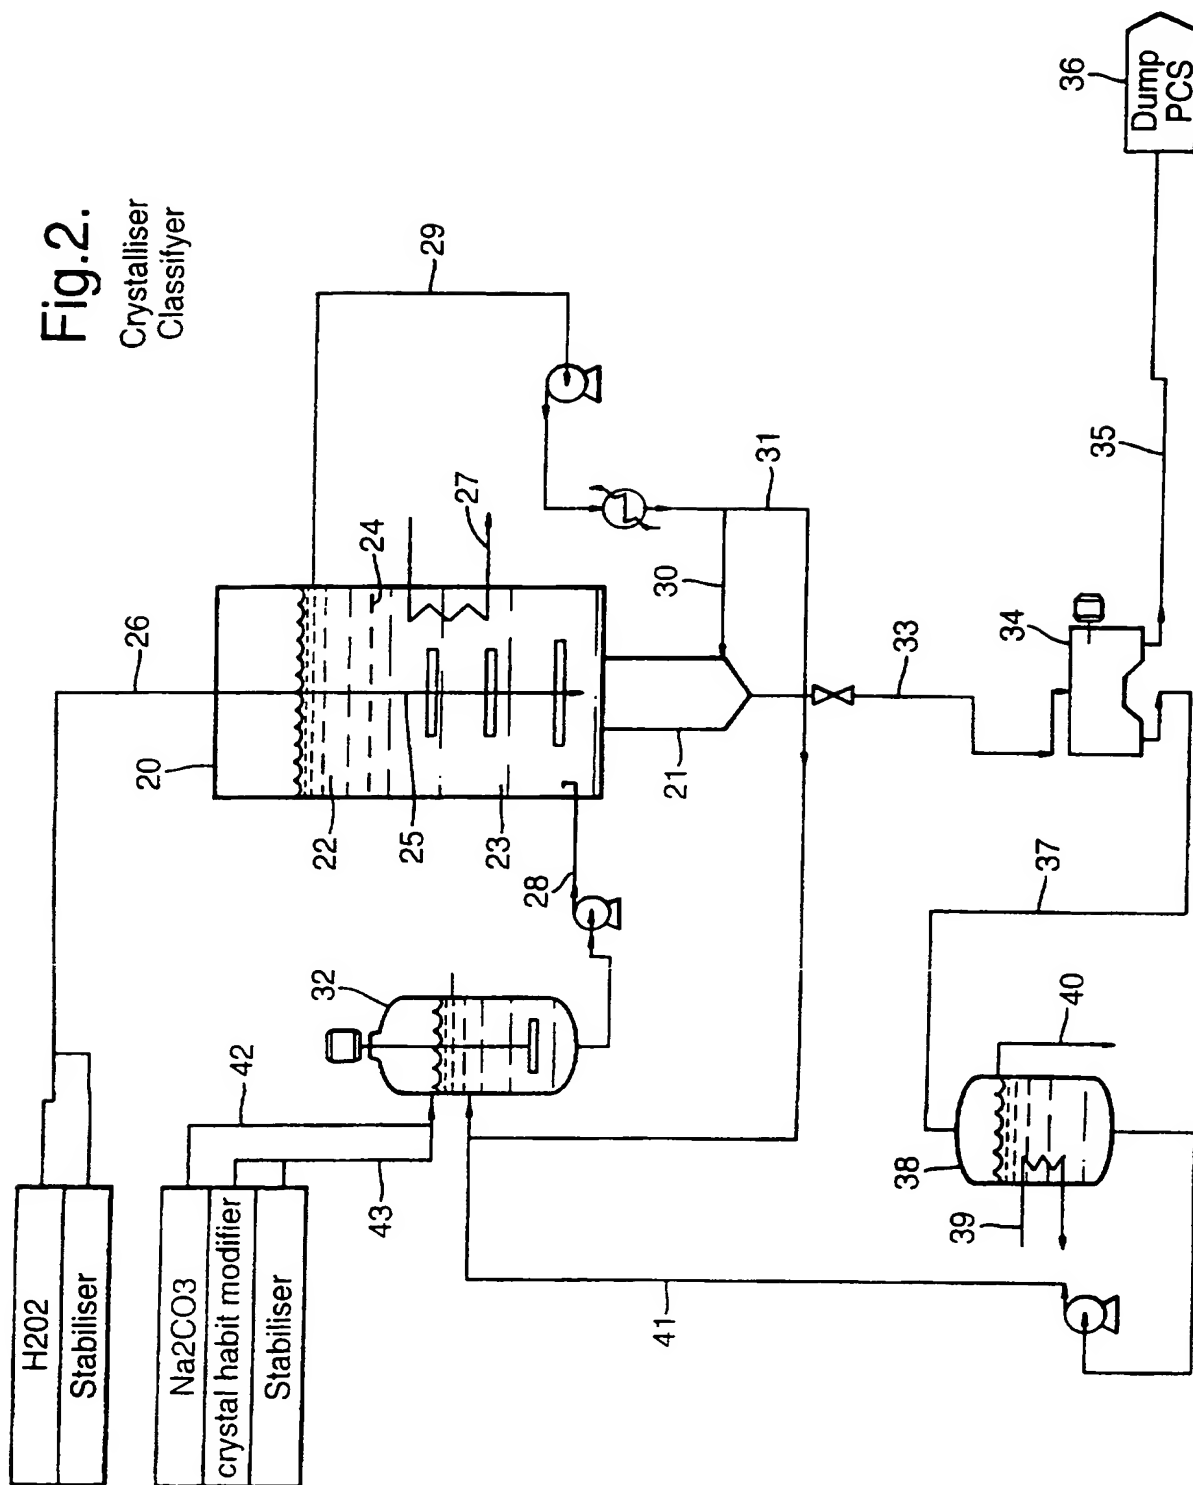 Fig.2.
Crystalliser
Classifyer
H202
Stabiliser
Na2CO3
crystal habit modifier
Stabiliser
26
20
22
25
23
24
27
28
29
21
30
31
32
42
43
33
34
35
36
Dump
PCS
37
38
39
40
41